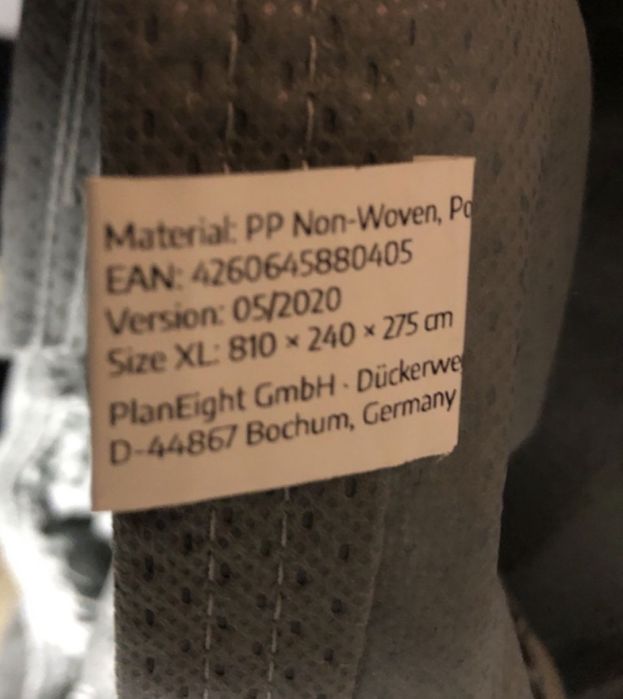 Material: PP Non-Woven, Po
EAN: 4260645880405
Version: 05/2020
Size XL: 810 × 240 × 275 cm
PlanEight GmbH · Dückerwe
D-44867 Bochum, Germany